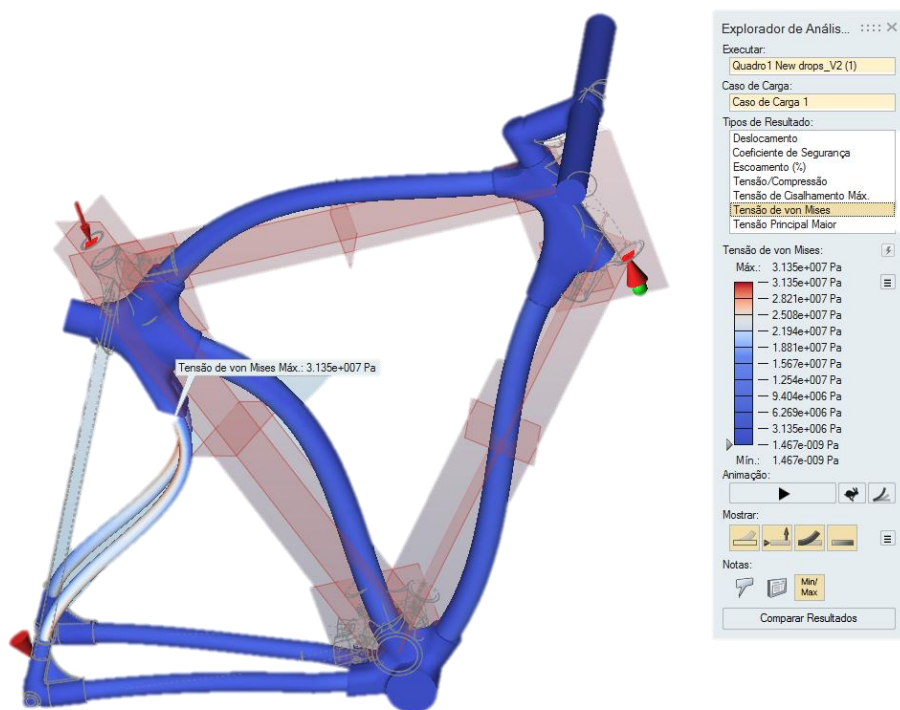 Explorador de Anális...
Executar:
Quadro1 New drops_V2 (1)
Caso de Carga:
Caso de Carga 1
Tipos de Resultado:
Deslocamento
Coeficiente de Segurança
Escoamento (%)
Tensão/Compressão
Tensão de Cisalhamento Máx.
Tensão de von Mises
Tensão Principal Maior
Tensão de von Mises:
Máx.: 3.135e+007 Pa
3.135e+007 Pa
2.821e+007 Pa
2.508e+007 Pa
2.194e+007 Pa
1.881e+007 Pa
1.567e+007 Pa
1.254e+007 Pa
9.404e+006 Pa
6.269e+006 Pa
3.135e+006 Pa
1.467e-009 Pa
Mín.: 1.467e-009 Pa
Animação:
Mostrar:
Notas:
Min/
Max
Comparar Resultados
Tensão de von Mises Máx.: 3.135e+007 Pa